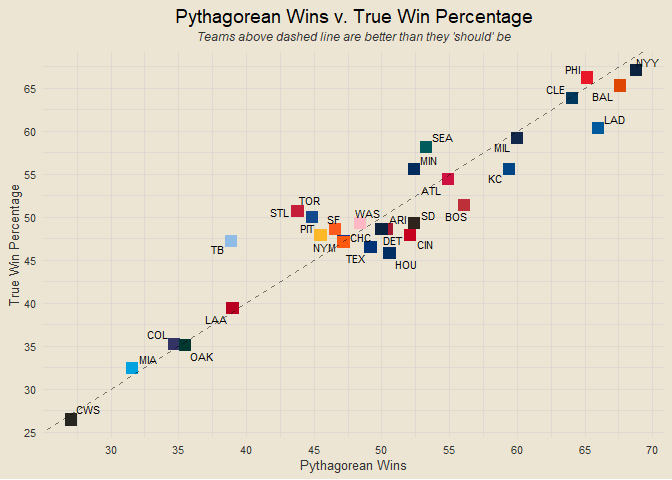 Pythagorean Wins v. True Win Percentage
Teams above dashed line are better than they 'should' be
NYY
PHI
CLE
BAL
LAD
SEA
MIL
MIN
KC
ATL
TOR
STL
SF
WAS
ARI
SD
BOS
PIT
NYM
CHC
DET
CIN
TB
TEX
HOU
LAA
COL
OAK
MIA
CWS
65
60
55
50
45
40
35
30
25
30
35
40
45
50
55
60
65
70
True Win Percentage
Pythagorean Wins